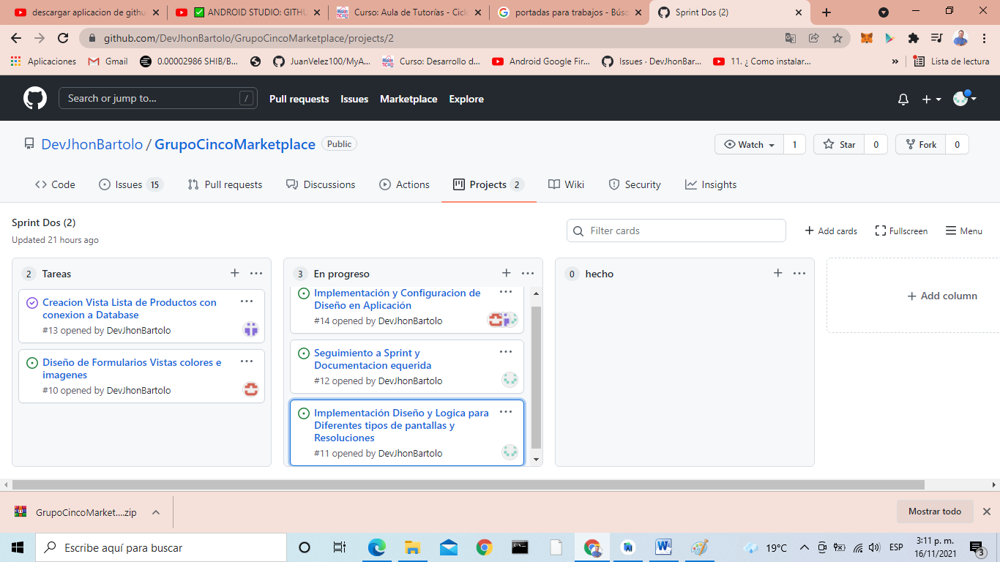 descargar aplicacion de githu
ANDROID STUDIO: GITHU
Curso: Aula de Tutorías - Ciclo
portadas para trabajos - Búsc
Sprint Dos (2)
github.com/DevJhonBartolo/GrupoCincoMarketplace/projects/2
Aplicaciones
Gmail
0.00002986 SHIB/B...
JuanVelez100/MyA...
Curso: Desarrollo d...
Android Google Fir...
Issues · DevJhonBar...
11. ¿ Como instalar...
»
Lista de lectura
Search or jump to...
/
Pull requests
Issues
Marketplace
Explore
DevJhonBartolo / GrupoCincoMarketplace
Public
Watch
1
Star
0
Fork
0
Code
Issues 15
Pull requests
Discussions
Actions
Projects 2
Wiki
Security
Insights
Sprint Dos (2)
Updated 21 hours ago
Filter cards
Add cards
Fullscreen
Menu
2 Tareas
Creacion Vista Lista de Productos con
conexion a Database
#13 opened by DevJhonBartolo
Diseño de Formularios Vistas colores e
imagenes
#10 opened by DevJhonBartolo
3 En progreso
Implementación y Configuracion de
Diseño en Aplicación
#14 opened by DevJhonBartolo
Seguimiento a Sprint y
Documentacion equerida
#12 opened by DevJhonBartolo
Implementación Diseño y Logica para
Diferentes tipos de pantallas y
Resoluciones
#11 opened by DevJhonBartolo
0 hecho
+ Add column
GrupoCincoMarket....zip
Mostrar todo
Escribe aquí para buscar
19°C
ESP
3:11 p. m.
16/11/2021
3